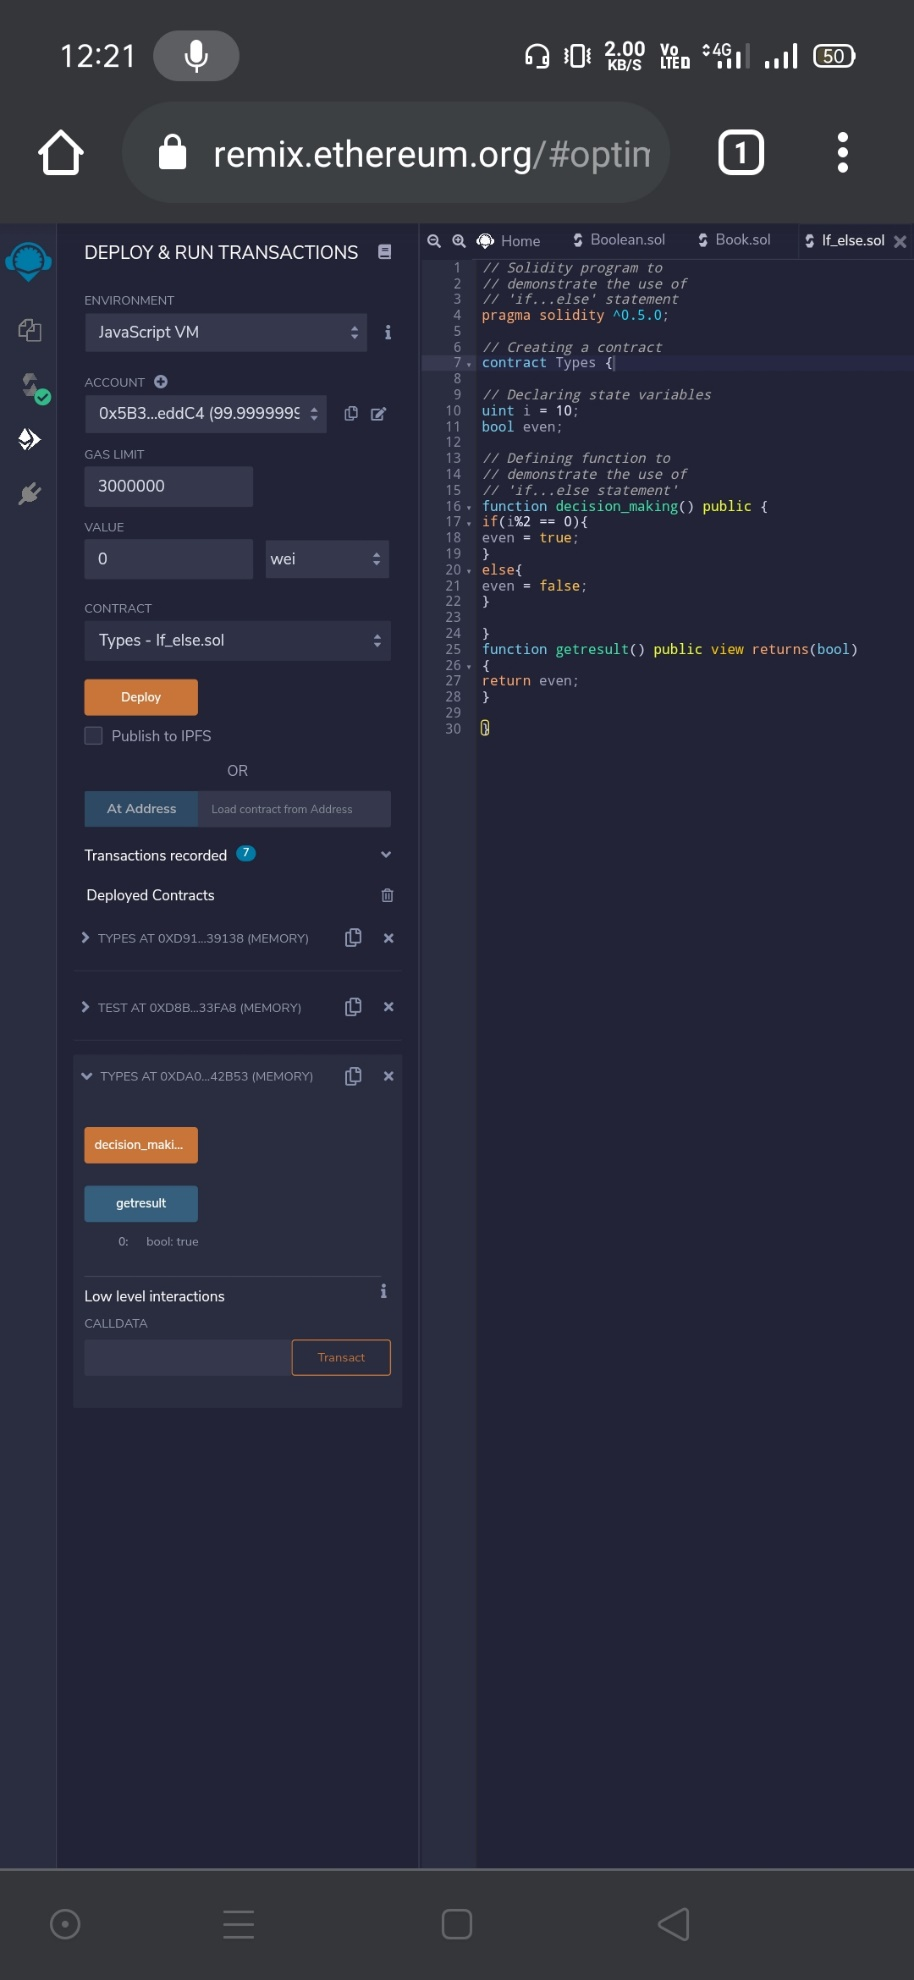 12:21
2.00
KB/S
Vo
LTE
4G
50
remix.ethereum.org/#optin
1
DEPLOY & RUN TRANSACTIONS
ENVIRONMENT
JavaScript VM
ACCOUNT
0x5B3...eddC4 (99.9999999
GAS LIMIT
3000000
VALUE
0
wei
CONTRACT
Types - If_else.sol
Deploy
Publish to IPFS
OR
At Address
Load contract from Address
Transactions recorded 7
Deployed Contracts
TYPES AT 0XD91...39138 (MEMORY)
TEST AT 0XD8B...33FA8 (MEMORY)
TYPES AT 0XDA0...42B53 (MEMORY)
decision_maki...
getresult
0: bool: true
Low level interactions
CALLDATA
Transact
Home
Boolean.sol
Book.sol
If_else.sol
1 // Solidity program to
2 // demonstrate the use of
3 // 'if...else' statement
4 pragma solidity ^0.5.0;
5
6 // Creating a contract
7 contract Types {
8
9 // Declaring state variables
10 uint i = 10;
11 bool even;
12
13 // Defining function to
14 // demonstrate the use of
15 // 'if...else statement'
16 function decision_making() public {
17 if(i%2 == 0){
18 even = true;
19 }
20 else{
21 even = false;
22 }
23
24 }
25 function getresult() public view returns(bool)
26 {
27 return even;
28 }
29
30 }